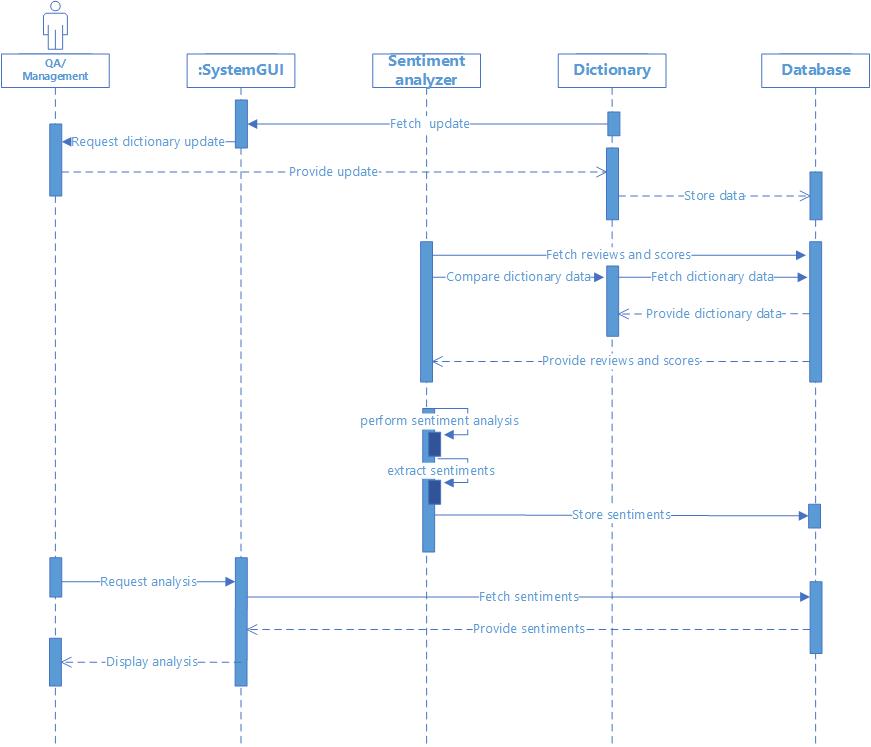 QA/
Management
:SystemGUI
Sentiment
analyzer
Dictionary
Database
Fetch update
Request dictionary update
Provide update
Store data
Fetch reviews and scores
Compare dictionary data
Fetch dictionary data
Provide dictionary data
Provide reviews and scores
perform sentiment analysis
extract sentiments
Store sentiments
Request analysis
Fetch sentiments
Provide sentiments
Display analysis